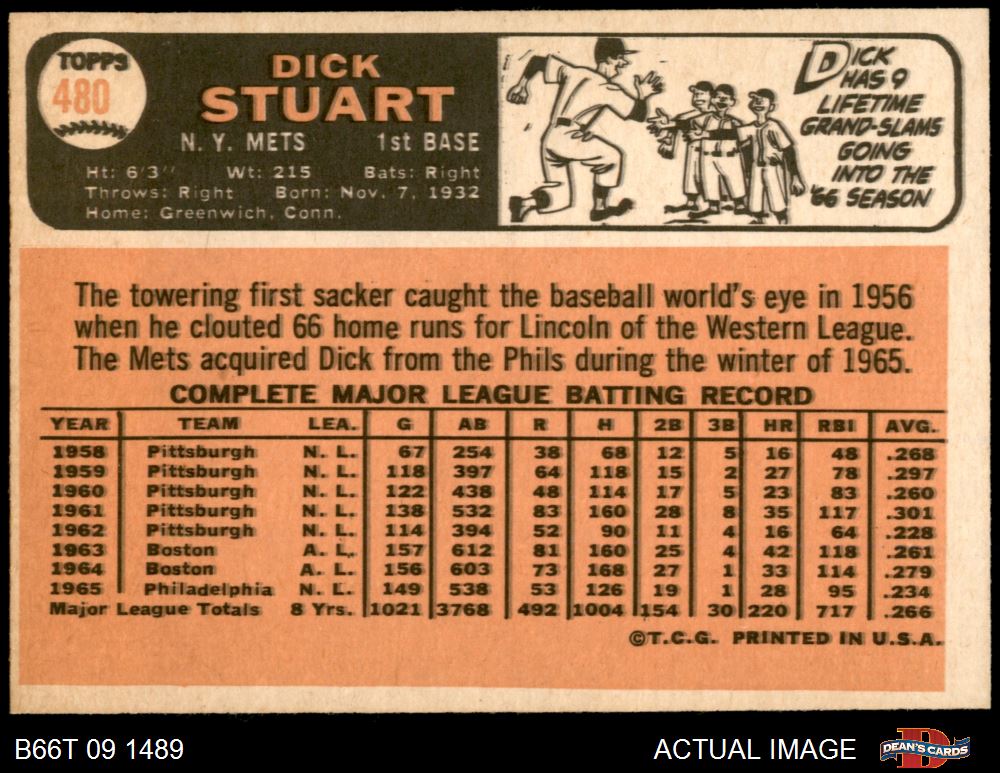 TOPPS
480
DICK
STUART
N. Y. METS 1st BASE
Ht: 6'3" Wt: 215 Bats: Right
Throws: Right Born: Nov. 7, 1932
Home: Greenwich, Conn.
DICK
HAS 9
LIFETIME
GRAND-SLAMS
GOING
INTO THE
'66 SEASON
The towering first sacker caught the baseball world's eye in 1956
when he clouted 66 home runs for Lincoln of the Western League.
The Mets acquired Dick from the Phils during the winter of 1965.
COMPLETE MAJOR LEAGUE BATTING RECORD
YEAR TEAM LEA. G AB R H 2B 3B HR RBI AVG.
1958 Pittsburgh N. L. 67 254 38 68 12 5 16 48 .268
1959 Pittsburgh N. L. 118 397 64 118 15 2 27 78 .297
1960 Pittsburgh N. L. 122 438 48 114 17 5 23 83 .260
1961 Pittsburgh N. L. 138 532 83 160 28 8 35 117 .301
1962 Pittsburgh N. L. 114 394 52 90 11 4 16 64 .228
1963 Boston A. L. 157 612 81 160 25 4 42 118 .261
1964 Boston A. L. 156 603 73 168 27 1 33 114 .279
1965 Philadelphia N. L. 149 538 53 126 19 1 28 95 .234
Major League Totals 8 Yrs. 1021 3768 492 1004 154 30 220 717 .266
©T.C.G. PRINTED IN U.S.A.
B66T 09 1489 ACTUAL IMAGE DEAN'S CARDS